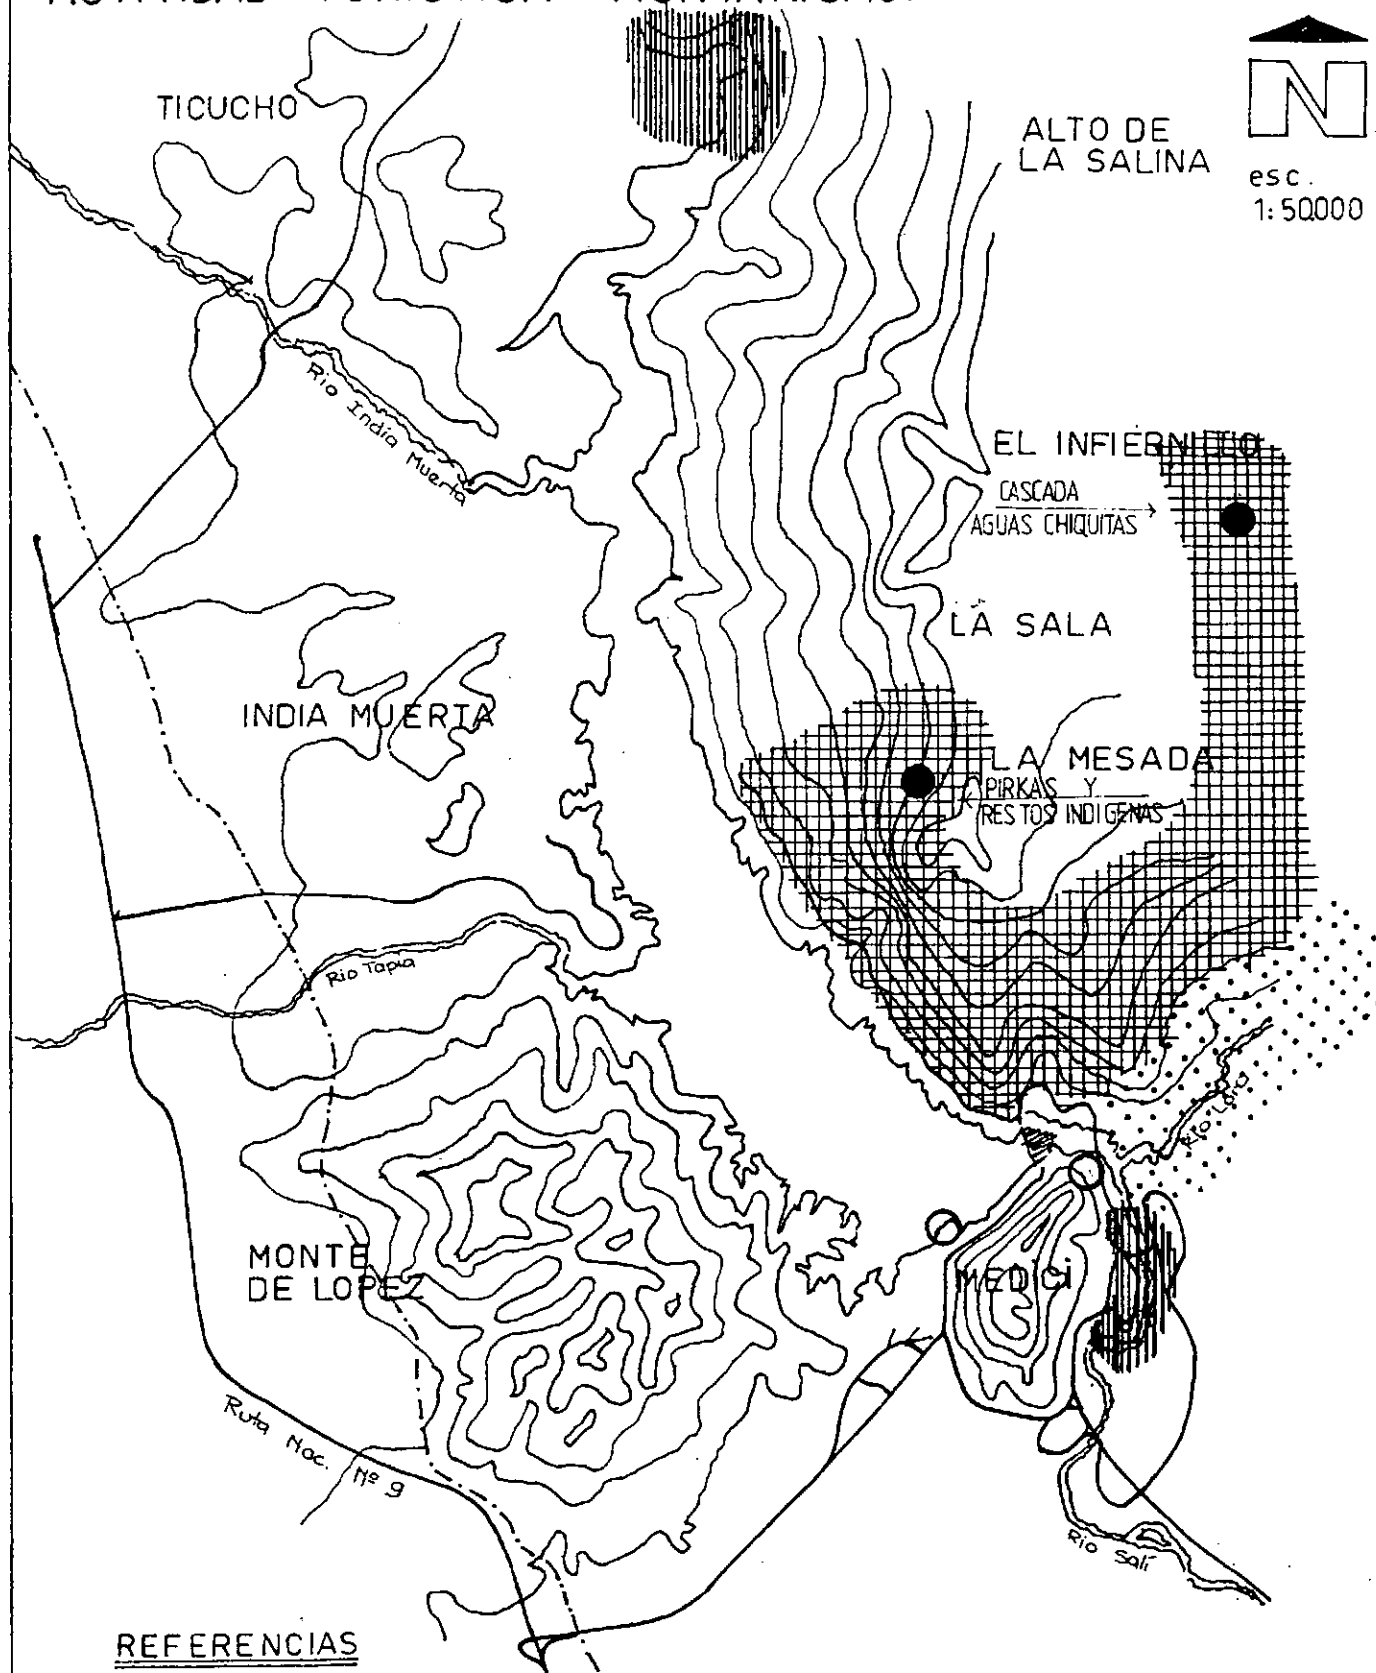 TICUCHO
ALTO DE
LA SALINA
N
esc.
1:50000
Rio India Muerta
EL INFIERNILLO
CASCADA
AGUAS CHIQUITAS
LA SALA
INDIA MUERTA
LA MESADA
PIRKAS Y
RESTOS INDIGENAS
Rio Tapia
Rio Loro
MONTE
DE LOPEZ
MEDiCi
Ruta Nac. Nº 9
Rio Salí
REFERENCIAS